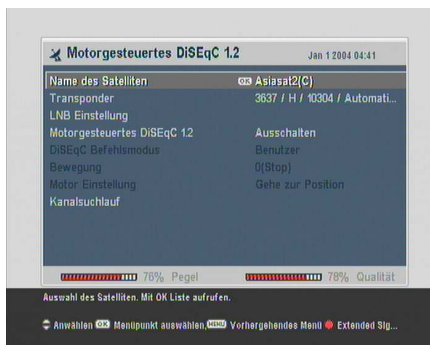 Motorgesteuertes DiSEqC 1.2 Jan 1 2004 04:41
Name des Satelliten OK Asiasat2(C)
Transponder 3637 / H / 10304 / Automati...
LNB Einstellung
Motorgesteuertes DiSEqC 1.2 Ausschalten
DiSEqC Befehlsmodus Benutzer
Bewegung 0(Stop)
Motor Einstellung Gehe zur Position
Kanalsuchlauf
76% Pegel 78% Qualität
Auswahl des Satelliten. Mit OK Liste aufrufen.
Anwählen OK Menüpunkt auswählen, MENU Vorhergehendes Menü Extended Sig...